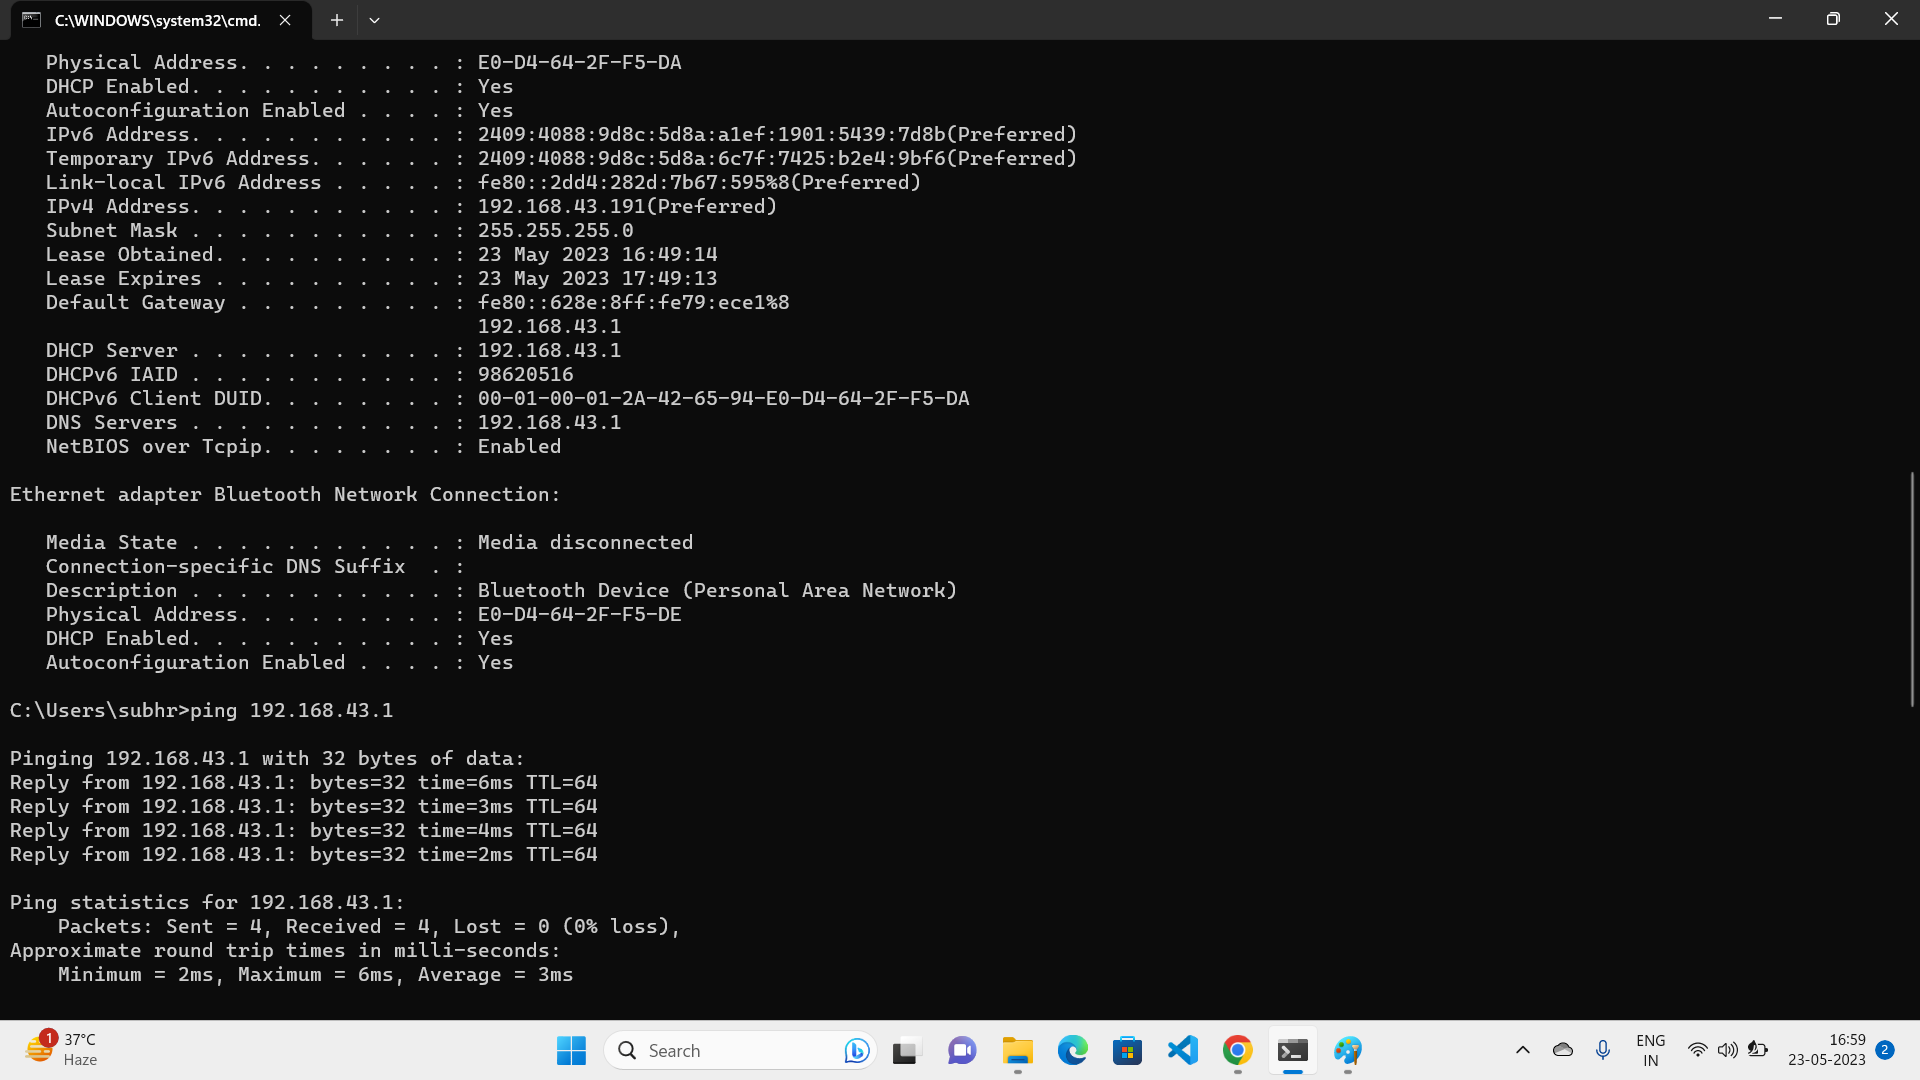 C:\WINDOWS\system32\cmd.
Physical Address. . . . . . . . . : E0-D4-64-2F-F5-DA
DHCP Enabled. . . . . . . . . . . : Yes
Autoconfiguration Enabled . . . . : Yes
IPv6 Address. . . . . . . . . . . : 2409:4088:9d8c:5d8a:a1ef:1901:5439:7d8b(Preferred)
Temporary IPv6 Address. . . . . . : 2409:4088:9d8c:5d8a:6c7f:7425:b2e4:9bf6(Preferred)
Link-local IPv6 Address . . . . . : fe80::2dd4:282d:7b67:595%8(Preferred)
IPv4 Address. . . . . . . . . . . : 192.168.43.191(Preferred)
Subnet Mask . . . . . . . . . . . : 255.255.255.0
Lease Obtained. . . . . . . . . . : 23 May 2023 16:49:14
Lease Expires . . . . . . . . . . : 23 May 2023 17:49:13
Default Gateway . . . . . . . . . : fe80::628e:8ff:fe79:ece1%8
192.168.43.1
DHCP Server . . . . . . . . . . . : 192.168.43.1
DHCPv6 IAID . . . . . . . . . . . : 98620516
DHCPv6 Client DUID. . . . . . . . : 00-01-00-01-2A-42-65-94-E0-D4-64-2F-F5-DA
DNS Servers . . . . . . . . . . . : 192.168.43.1
NetBIOS over Tcpip. . . . . . . . : Enabled
Ethernet adapter Bluetooth Network Connection:
Media State . . . . . . . . . . . : Media disconnected
Connection-specific DNS Suffix  . :
Description . . . . . . . . . . . : Bluetooth Device (Personal Area Network)
Physical Address. . . . . . . . . : E0-D4-64-2F-F5-DE
DHCP Enabled. . . . . . . . . . . : Yes
Autoconfiguration Enabled . . . . : Yes
C:\Users\subhr>ping 192.168.43.1
Pinging 192.168.43.1 with 32 bytes of data:
Reply from 192.168.43.1: bytes=32 time=6ms TTL=64
Reply from 192.168.43.1: bytes=32 time=3ms TTL=64
Reply from 192.168.43.1: bytes=32 time=4ms TTL=64
Reply from 192.168.43.1: bytes=32 time=2ms TTL=64
Ping statistics for 192.168.43.1:
Packets: Sent = 4, Received = 4, Lost = 0 (0% loss),
Approximate round trip times in milli-seconds:
Minimum = 2ms, Maximum = 6ms, Average = 3ms
1
37°C
Haze
Search
ENG
IN
16:59
23-05-2023
2